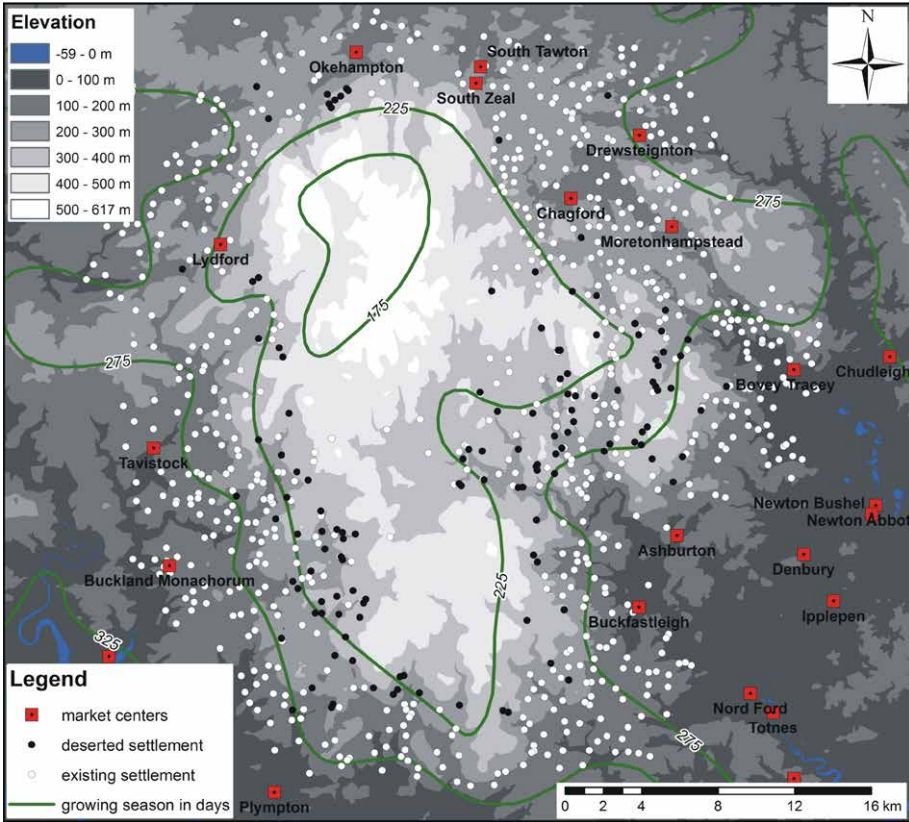 Elevation
-59 - 0 m
0 - 100 m
100 - 200 m
200 - 300 m
300 - 400 m
400 - 500 m
500 - 617 m
N
Okehampton
South Tawton
South Zeal
225
Drewsteignton
Chagford
275
Moretonhampstead
Lydford
175
275
Bovey Tracey
Chudleigh
Tavistock
Newton Bushel
Newton Abbot
Ashburton
Denbury
Buckland Monachorum
225
Ipplepen
Buckfastleigh
325
Nord Ford
Totnes
275
Plympton
Legend
market centers
deserted settlement
existing settlement
growing season in days
0 2 4 8 12 16 km